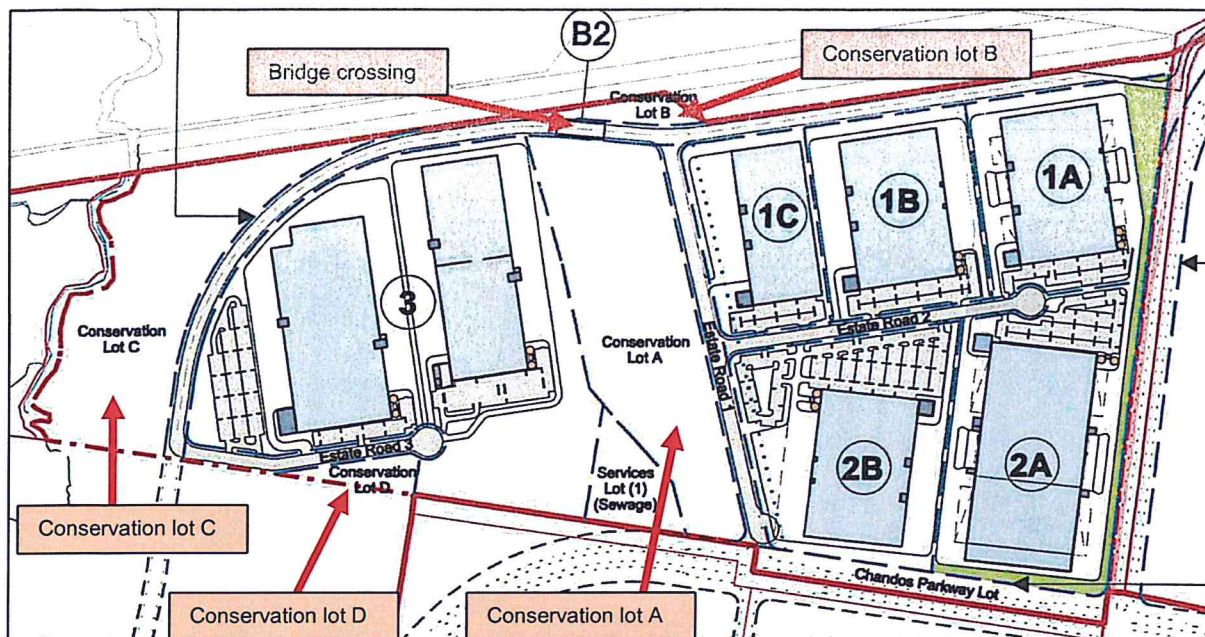 B2
Bridge crossing
Conservation lot B
Conservation
Lot B
1A
1B
1C
3
Conservation
Lot C
Conservation
Lot A
Estate Road 2
Estate Road 1
Estate Road 3
Conservation
Lot D
Services
Lot (1)
(Sewage)
2B
2A
Chandos Parkway Lot
Conservation lot C
Conservation lot D
Conservation lot A